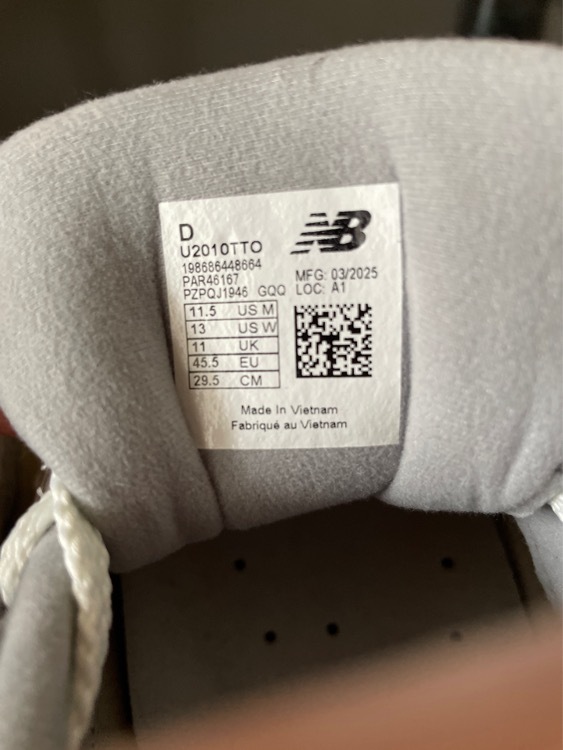 D
U2010TTO
NB
198686448664
PAR46167
PZPQJ1946 GQQ
MFG: 03/2025
LOC: A1
11.5 US M
13 US W
11 UK
45.5 EU
29.5 CM
Made In Vietnam
Fabriqué au Vietnam